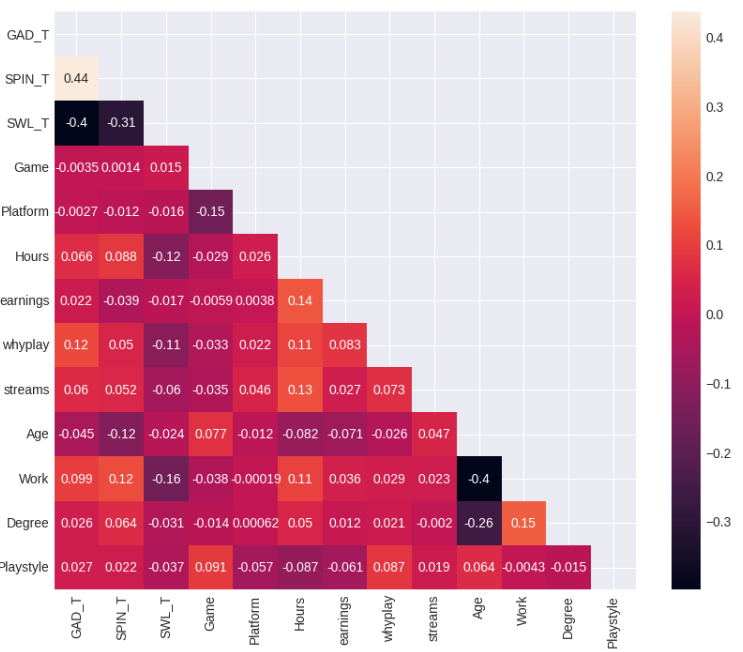 GAD_T
SPIN_T 0.44
SWL_T -0.4 -0.31
Game -0.0035 0.0014 0.015
Platform -0.0027 -0.012 -0.016 -0.15
Hours 0.066 0.088 -0.12 -0.029 0.026
earnings 0.022 -0.039 -0.017 -0.0059 0.0038 0.14
whyplay 0.12 0.05 -0.11 -0.033 0.022 0.11 0.083
streams 0.06 0.052 -0.06 -0.035 0.046 0.13 0.027 0.073
Age -0.045 -0.12 -0.024 0.077 -0.012 -0.082 -0.071 -0.026 0.047
Work 0.099 0.12 -0.16 -0.038 -0.00019 0.11 0.036 0.029 0.023 -0.4
Degree 0.026 0.064 -0.031 -0.014 0.00062 0.05 0.012 0.021 -0.002 -0.26 0.15
Playstyle 0.027 0.022 -0.037 0.091 -0.057 -0.087 -0.061 0.087 0.019 0.064 -0.0043 -0.015
GAD_T SPIN_T SWL_T Game Platform Hours earnings whyplay streams Age Work Degree Playstyle
0.4
0.3
0.2
0.1
0.0
−0.1
−0.2
−0.3